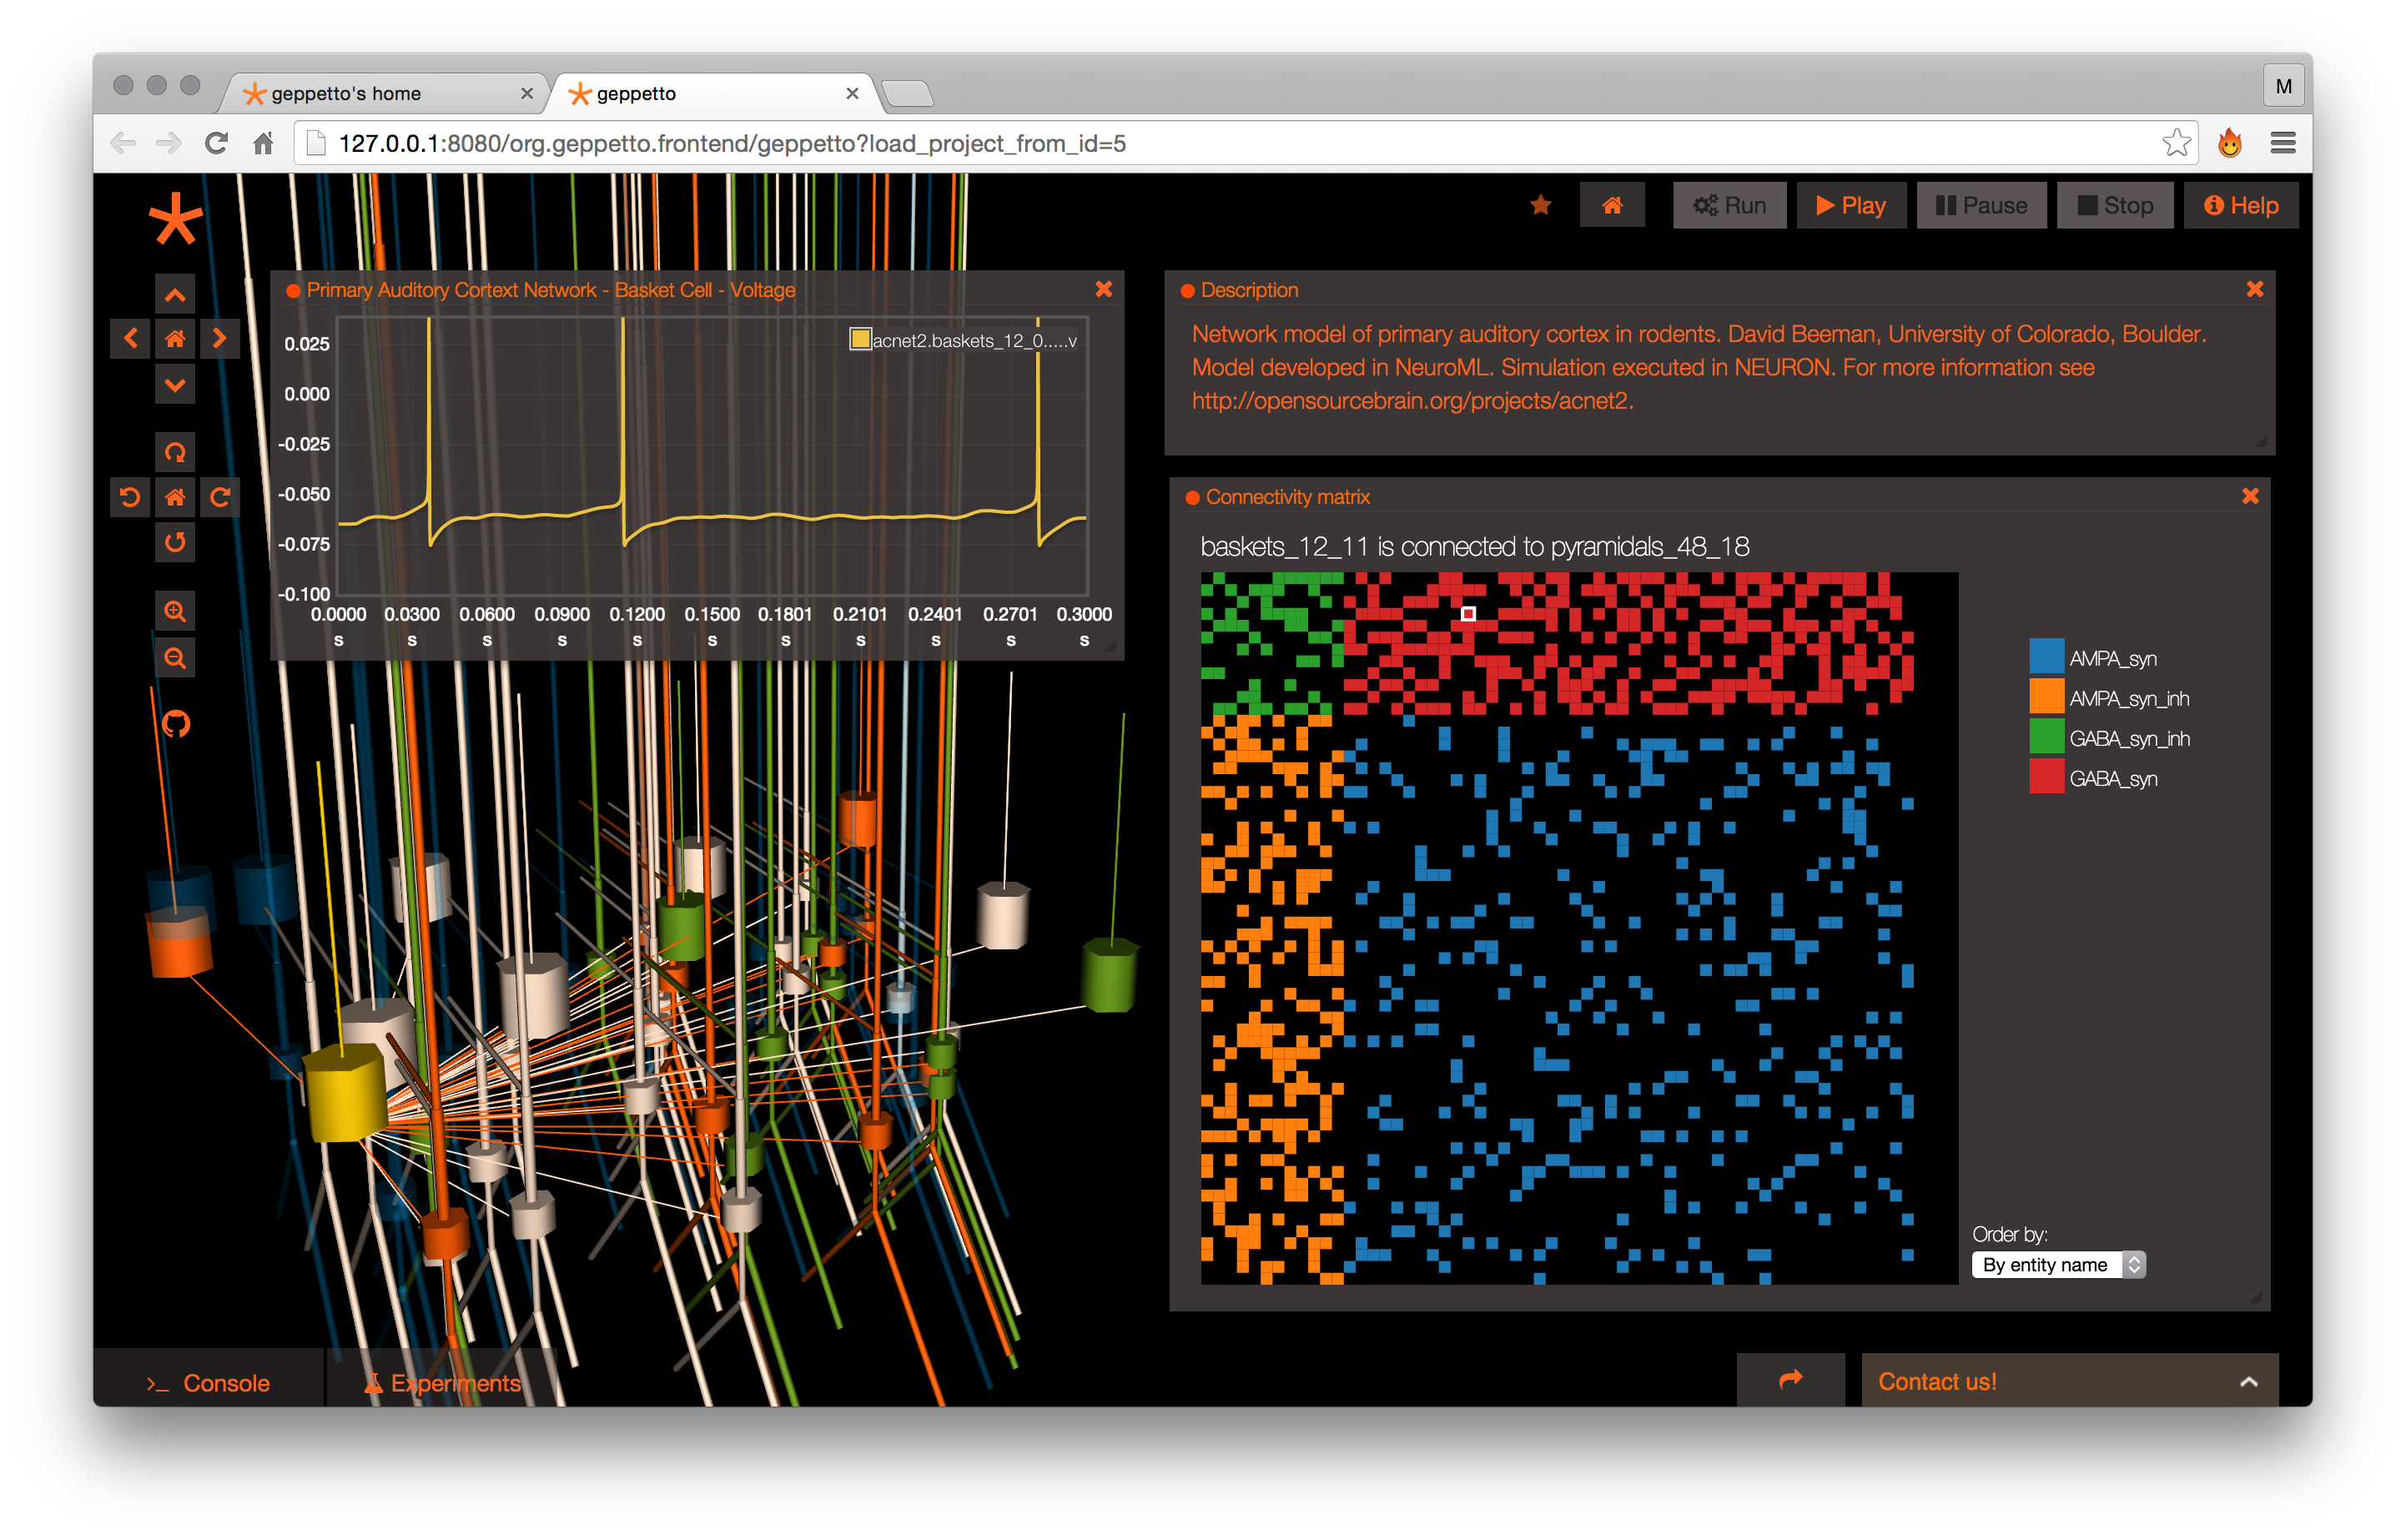 geppetto's home
geppetto
M
127.0.0.1:8080/org.geppetto.frontend/geppetto?load_project_from_id=5
Run
Play
Pause
Stop
Help
Primary Auditory Cortext Network - Basket Cell - Voltage
acnet2.baskets_12_0.....v
0.025
0.000
-0.025
-0.050
-0.075
-0.100
0.0000 0.0300 0.0600 0.0900 0.1200 0.1500 0.1801 0.2101 0.2401 0.2701 0.3000
s s s s s s s s s s s
Description
Network model of primary auditory cortex in rodents. David Beeman, University of Colorado, Boulder.
Model developed in NeuroML. Simulation executed in NEURON. For more information see
http://opensourcebrain.org/projects/acnet2.
Connectivity matrix
baskets_12_11 is connected to pyramidals_48_18
AMPA_syn
AMPA_syn_inh
GABA_syn_inh
GABA_syn
Order by:
By entity name
Console
Experiments
Contact us!